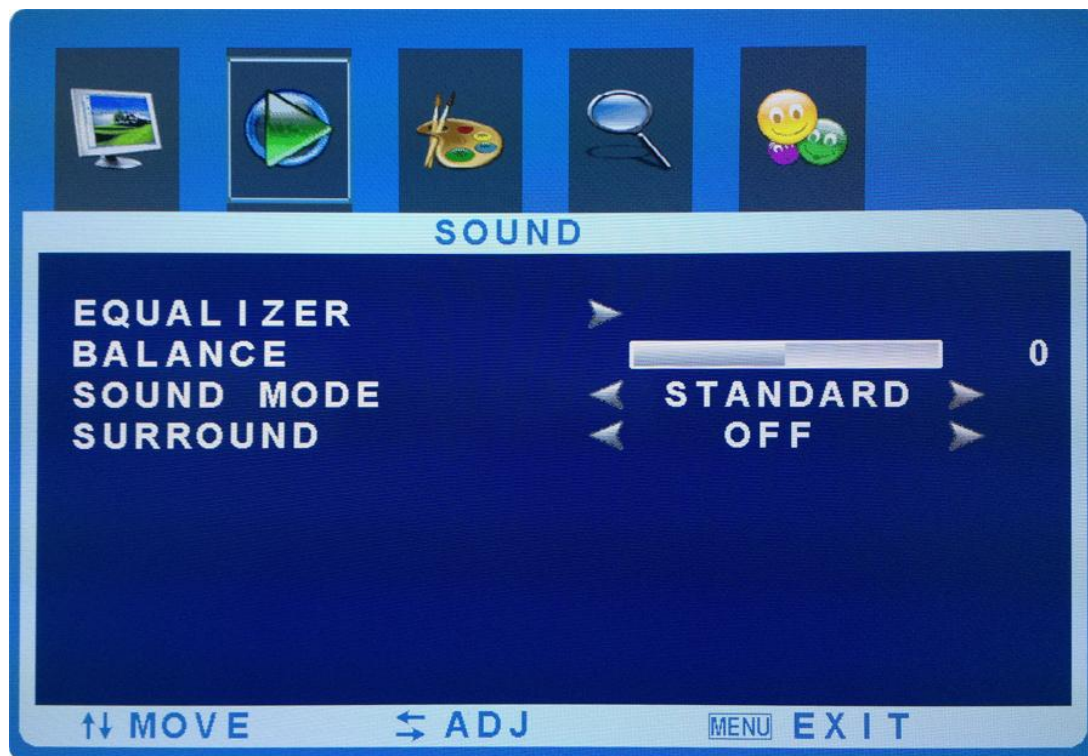 SOUND
EQUALIZER
BALANCE 0
SOUND MODE STANDARD
SURROUND OFF
↑↓ MOVE ⇆ ADJ MENU EXIT